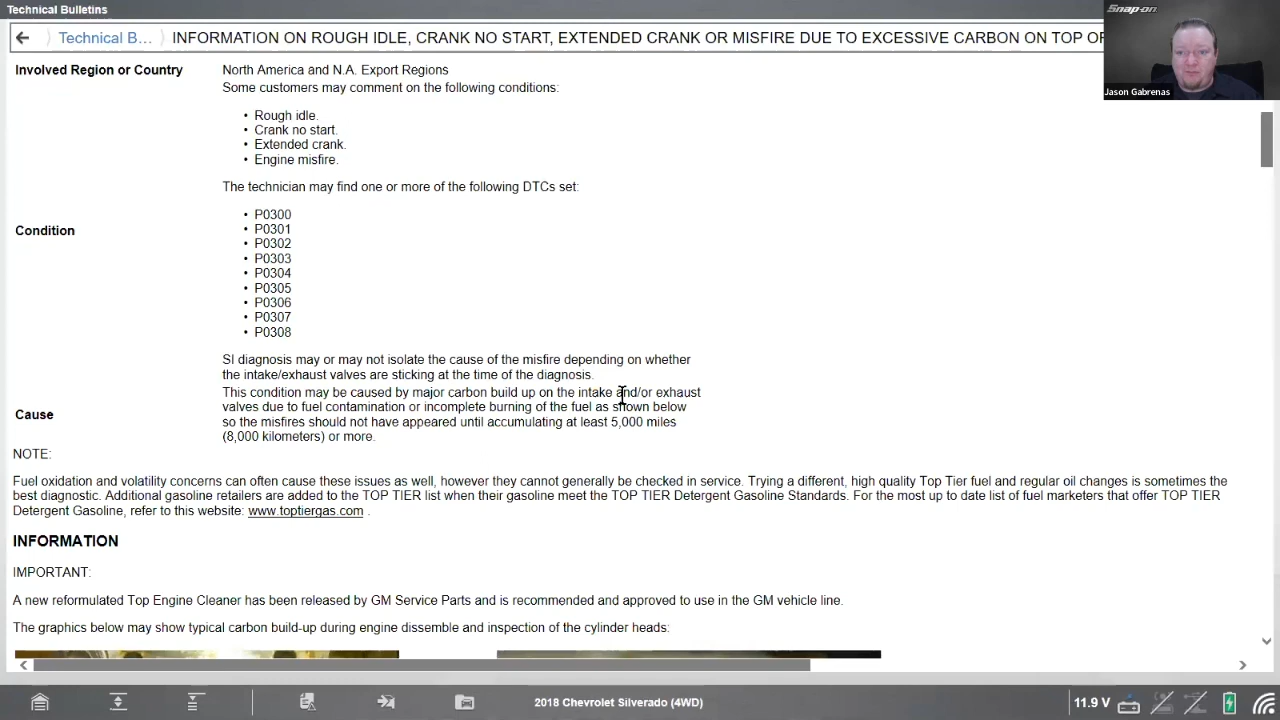 Technical Bulletins
Technical B... INFORMATION ON ROUGH IDLE, CRANK NO START, EXTENDED CRANK OR MISFIRE DUE TO EXCESSIVE CARBON ON TOP OF
Snap-on
Jason Gabrenas
Involved Region or Country
North America and N.A. Export Regions
Some customers may comment on the following conditions:
• Rough idle.
• Crank no start.
• Extended crank.
• Engine misfire.
The technician may find one or more of the following DTCs set:
• P0300
• P0301
Condition
• P0302
• P0303
• P0304
• P0305
• P0306
• P0307
• P0308
SI diagnosis may or may not isolate the cause of the misfire depending on whether
the intake/exhaust valves are sticking at the time of the diagnosis.
Cause
This condition may be caused by major carbon build up on the intake and/or exhaust
valves due to fuel contamination or incomplete burning of the fuel as shown below
so the misfires should not have appeared until accumulating at least 5,000 miles
(8,000 kilometers) or more.
NOTE:
Fuel oxidation and volatility concerns can often cause these issues as well, however they cannot generally be checked in service. Trying a different, high quality Top Tier fuel and regular oil changes is sometimes the
best diagnostic. Additional gasoline retailers are added to the TOP TIER list when their gasoline meet the TOP TIER Detergent Gasoline Standards. For the most up to date list of fuel marketers that offer TOP TIER
Detergent Gasoline, refer to this website: www.toptiergas.com .
INFORMATION
IMPORTANT:
A new reformulated Top Engine Cleaner has been released by GM Service Parts and is recommended and approved to use in the GM vehicle line.
The graphics below may show typical carbon build-up during engine dissemble and inspection of the cylinder heads:
2018 Chevrolet Silverado (4WD)
11.9 V